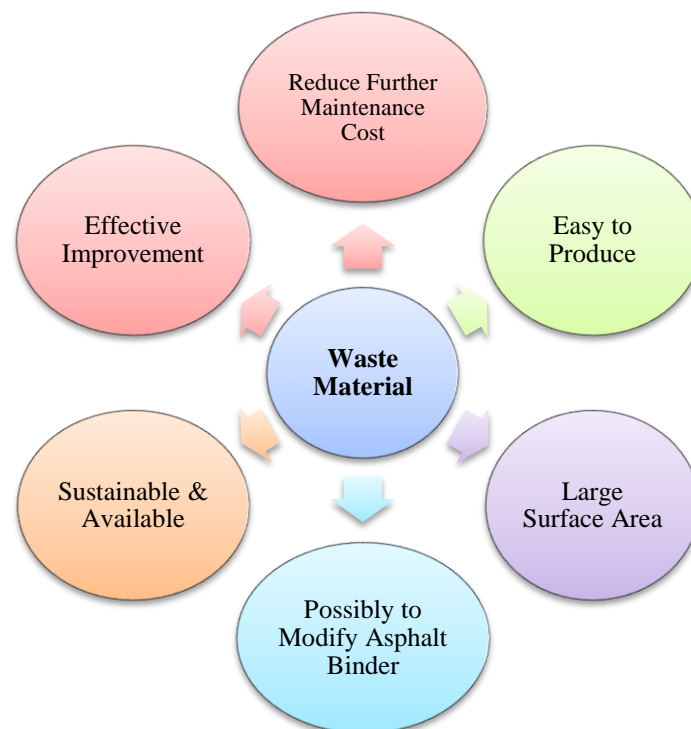 Reduce Further
Maintenance
Cost
Effective
Improvement
Easy to
Produce
Waste
Material
Sustainable &
Available
Large
Surface Area
Possibly to
Modify Asphalt
Binder